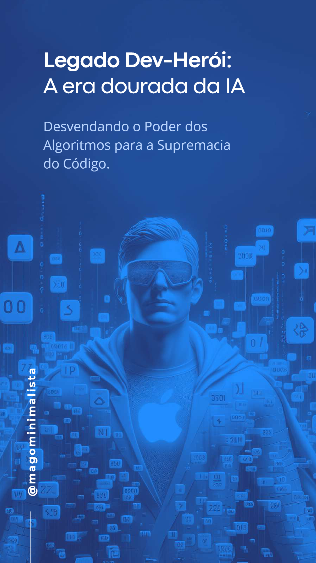 Legado Dev-Herói:
A era dourada da IA
Desvendando o Poder dos
Algoritmos para a Supremacia
do Código.
@magominimalista